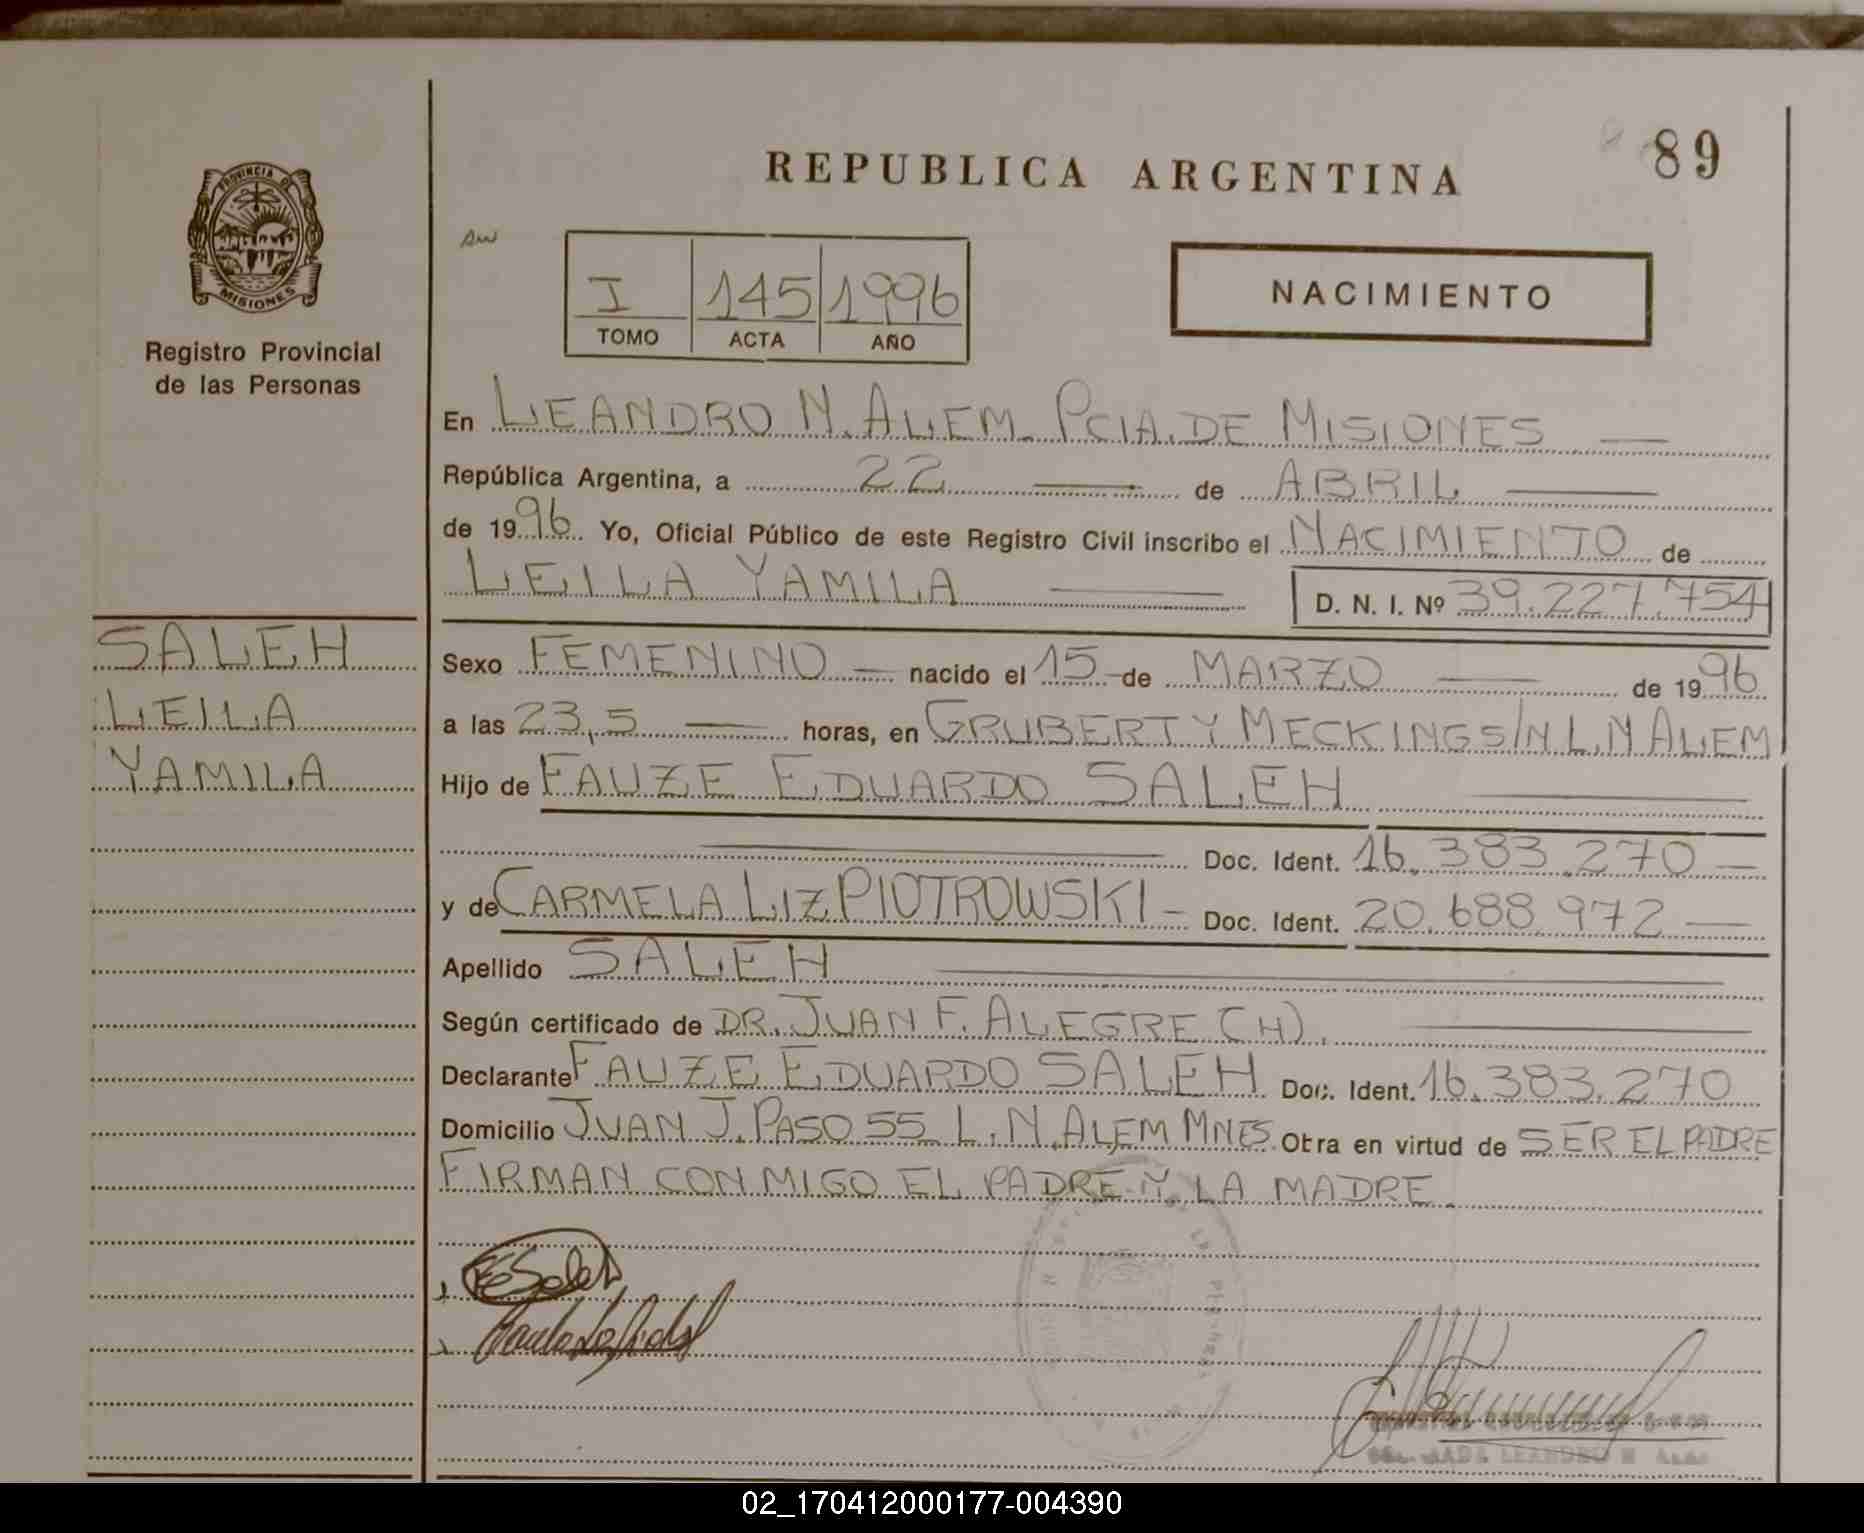 89
REPUBLICA ARGENTINA
PROVINCIA DE
MISIONES
Registro Provincial
de las Personas
I 145 1996
TOMO ACTA AÑO
NACIMIENTO
En LEANDRO N. ALEM. PCIA. DE MISIONES
República Argentina, a 22 de ABRIL
de 1996 Yo, Oficial Público de este Registro Civil inscribo el NACIMIENTO de
LEILA YAMILA D. N. I. Nº 39.227.754
SALEH
LEILA
YAMILA
Sexo FEMENINO nacido el 15 de MARZO de 1996
a las 23,5 horas, en GRUBERT Y MECKING S/N L. N ALEM
Hijo de FAUZE EDUARDO SALEH
Doc. Ident. 16.383.270
y de CARMELA LIZ PIOTROWSKI Doc. Ident. 20.688.972
Apellido SALEH
Según certificado de DR. JUAN F. ALEGRE (H).
Declarante FAUZE EDUARDO SALEH Doc. Ident. 16.383.270
Domicilio JUAN J. PASO 55 L. N. ALEM MNES. Otra en virtud de SER EL PADRE
FIRMAN CONMIGO EL PADRE Y LA MADRE.
02_170412000177-004390